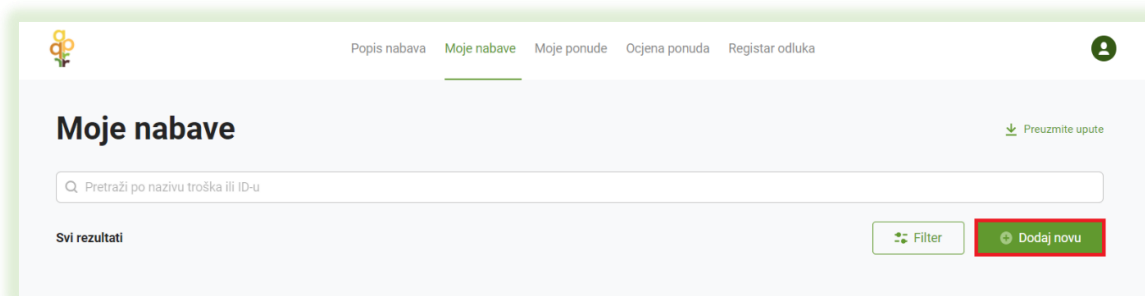 Popis nabava Moje nabave Moje ponude Ocjena ponuda Registar odluka
Moje nabave
Preuzmite upute
Pretraži po nazivu troška ili ID-u
Svi rezultati
Filter
Dodaj novu